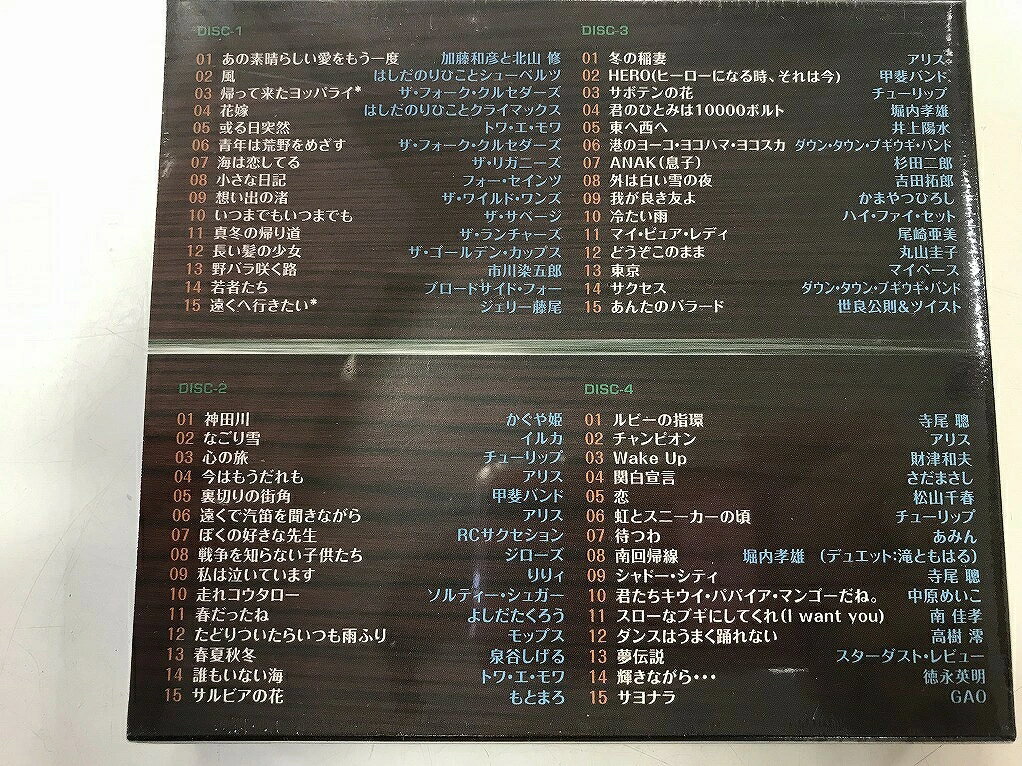 DISC-1
01 あの素晴らしい愛をもう一度 加藤和彦と北山 修
02 風 はしだのりひことシューベルツ
03 帰って来たヨッパライ* ザ・フォーク・クルセダーズ
04 花嫁 はしだのりひことクライマックス
05 或る日突然 トワ・エ・モワ
06 青年は荒野をめざす ザ・フォーク・クルセダーズ
07 海は恋してる ザ・リガニーズ
08 小さな日記 フォー・セインツ
09 想い出の渚 ザ・ワイルド・ワンズ
10 いつまでもいつまでも ザ・サベージ
11 真冬の帰り道 ザ・ランチャーズ
12 長い髪の少女 ザ・ゴールデン・カップス
13 野バラ咲く路 市川染五郎
14 若者たち ブロードサイド・フォー
15 遠くへ行きたい* ジェリー藤尾
DISC-3
01 冬の稲妻 アリス
02 HERO(ヒーローになる時、それは今) 甲斐バンド
03 サボテンの花 チューリップ
04 君のひとみは10000ボルト 堀内孝雄
05 東へ西へ 井上陽水
06 港のヨーコ・ヨコハマ・ヨコスカ ダウン・タウン・ブギウギ・バンド
07 ANAK(息子) 杉田二郎
08 外は白い雪の夜 吉田拓郎
09 我が良き友よ かまやつひろし
10 冷たい雨 ハイ・ファイ・セット
11 マイ・ピュア・レディ 尾崎亜美
12 どうぞこのまま 丸山圭子
13 東京 マイペース
14 サクセス ダウン・タウン・ブギウギ・バンド
15 あんたのバラード 世良公則&ツイスト
DISC-2
01 神田川 かぐや姫
02 なごり雪 イルカ
03 心の旅 チューリップ
04 今はもうだれも アリス
05 裏切りの街角 甲斐バンド
06 遠くで汽笛を聞きながら アリス
07 ぼくの好きな先生 RCサクセション
08 戦争を知らない子供たち ジローズ
09 私は泣いています りりィ
10 走れコウタロー ソルティー・シュガー
11 春だったね よしだたくろう
12 たどりついたらいつも雨ふり モップス
13 春夏秋冬 泉谷しげる
14 誰もいない海 トワ・エ・モワ
15 サルビアの花 もとまろ
DISC-4
01 ルビーの指環 寺尾 聰
02 チャンピオン アリス
03 Wake Up 財津和夫
04 関白宣言 さだまさし
05 恋 松山千春
06 虹とスニーカーの頃 チューリップ
07 待つわ あみん
08 南回帰線 堀内孝雄 (デュエット:滝ともはる)
09 シャドー・シティ 寺尾 聰
10 君たちキウイ・パパイア・マンゴーだね。 中原めいこ
11 スローなブギにしてくれ(I want you) 南 佳孝
12 ダンスはうまく踊れない 高樹 澪
13 夢伝説 スターダスト・レビュー
14 輝きながら・・・ 徳永英明
15 サヨナラ GAO